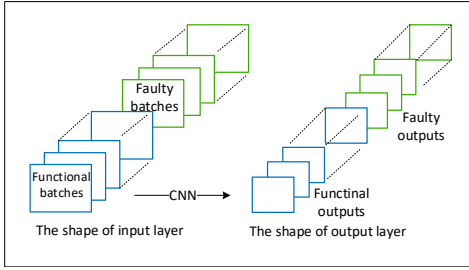 Faulty
batches
Faulty
outputs
Functional
batches
CNN
Functinal
outputs
The shape of input layer
The shape of output layer